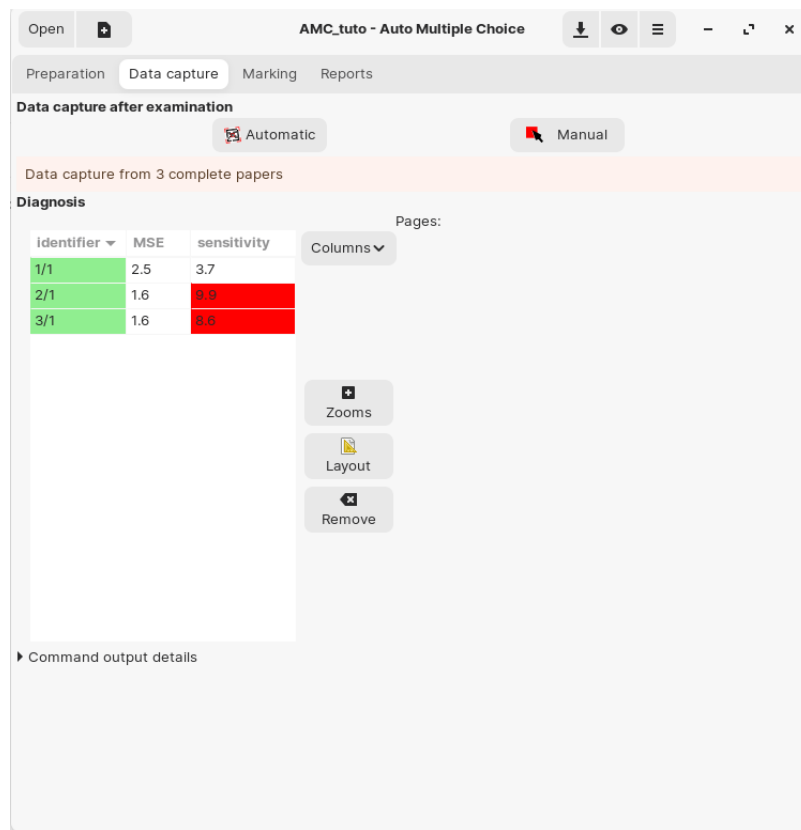 Open AMC_tuto - Auto Multiple Choice
Preparation Data capture Marking Reports
Data capture after examination
Automatic Manual
Data capture from 3 complete papers
Diagnosis
Pages:
identifier MSE sensitivity Columns
1/1 2.5 3.7
2/1 1.6 9.9
3/1 1.6 8.6
Zooms
Layout
Remove
Command output details